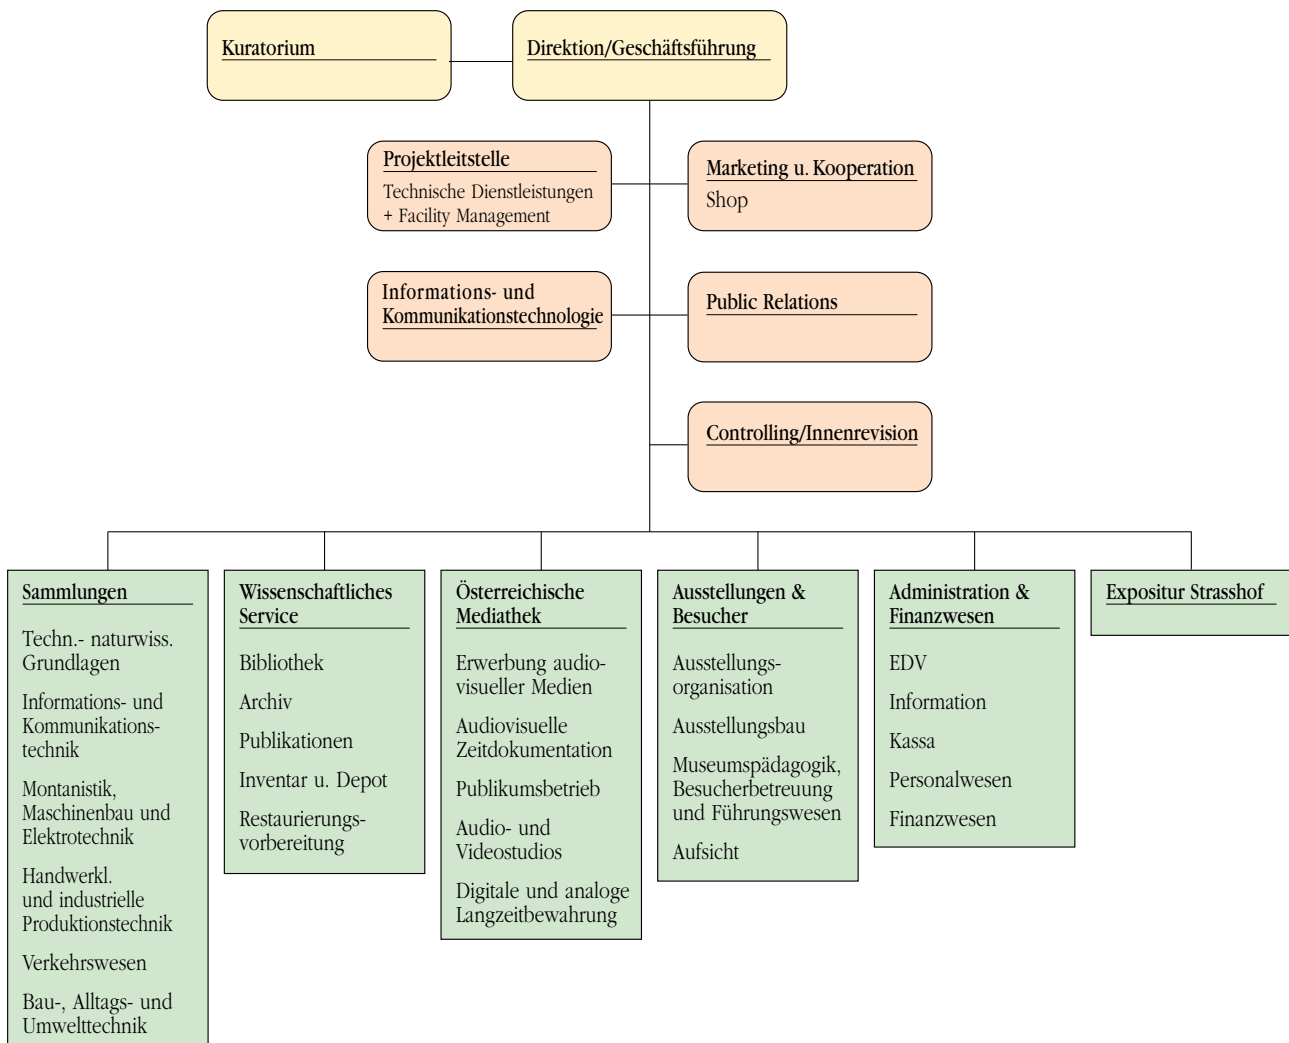 Kuratorium
Direktion/Geschäftsführung
Projektleitstelle
Technische Dienstleistungen
+ Facility Management
Marketing u. Kooperation
Shop
Informations- und
Kommunikationstechnologie
Public Relations
Controlling/Innenrevision
Sammlungen
Techn.- naturwiss.
Grundlagen
Informations- und
Kommunikations-
technik
Montanistik,
Maschinenbau und
Elektrotechnik
Handwerkl.
und industrielle
Produktionstechnik
Verkehrswesen
Bau-, Alltags- und
Umwelttechnik
Wissenschaftliches
Service
Bibliothek
Archiv
Publikationen
Inventar u. Depot
Restaurierungs-
vorbereitung
Österreichische
Mediathek
Erwerbung audio-
visueller Medien
Audiovisuelle
Zeitdokumentation
Publikumsbetrieb
Audio- und
Videostudios
Digitale und analoge
Langzeitbewahrung
Ausstellungen &
Besucher
Ausstellungs-
organisation
Ausstellungsbau
Museumspädagogik,
Besucherbetreuung
und Führungswesen
Aufsicht
Administration &
Finanzwesen
EDV
Information
Kassa
Personalwesen
Finanzwesen
Expositur Strasshof